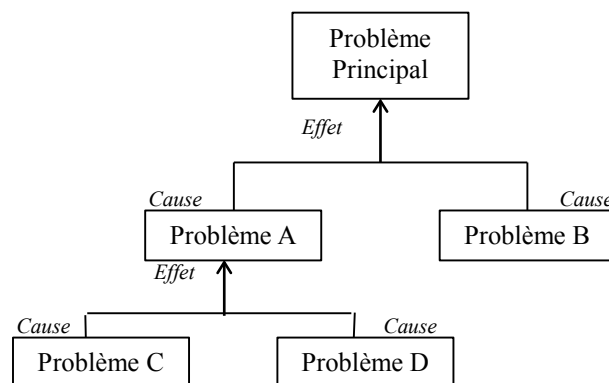 Problème
Principal
Effet
Cause
Cause
Problème A
Problème B
Effet
Cause
Cause
Problème C
Problème D